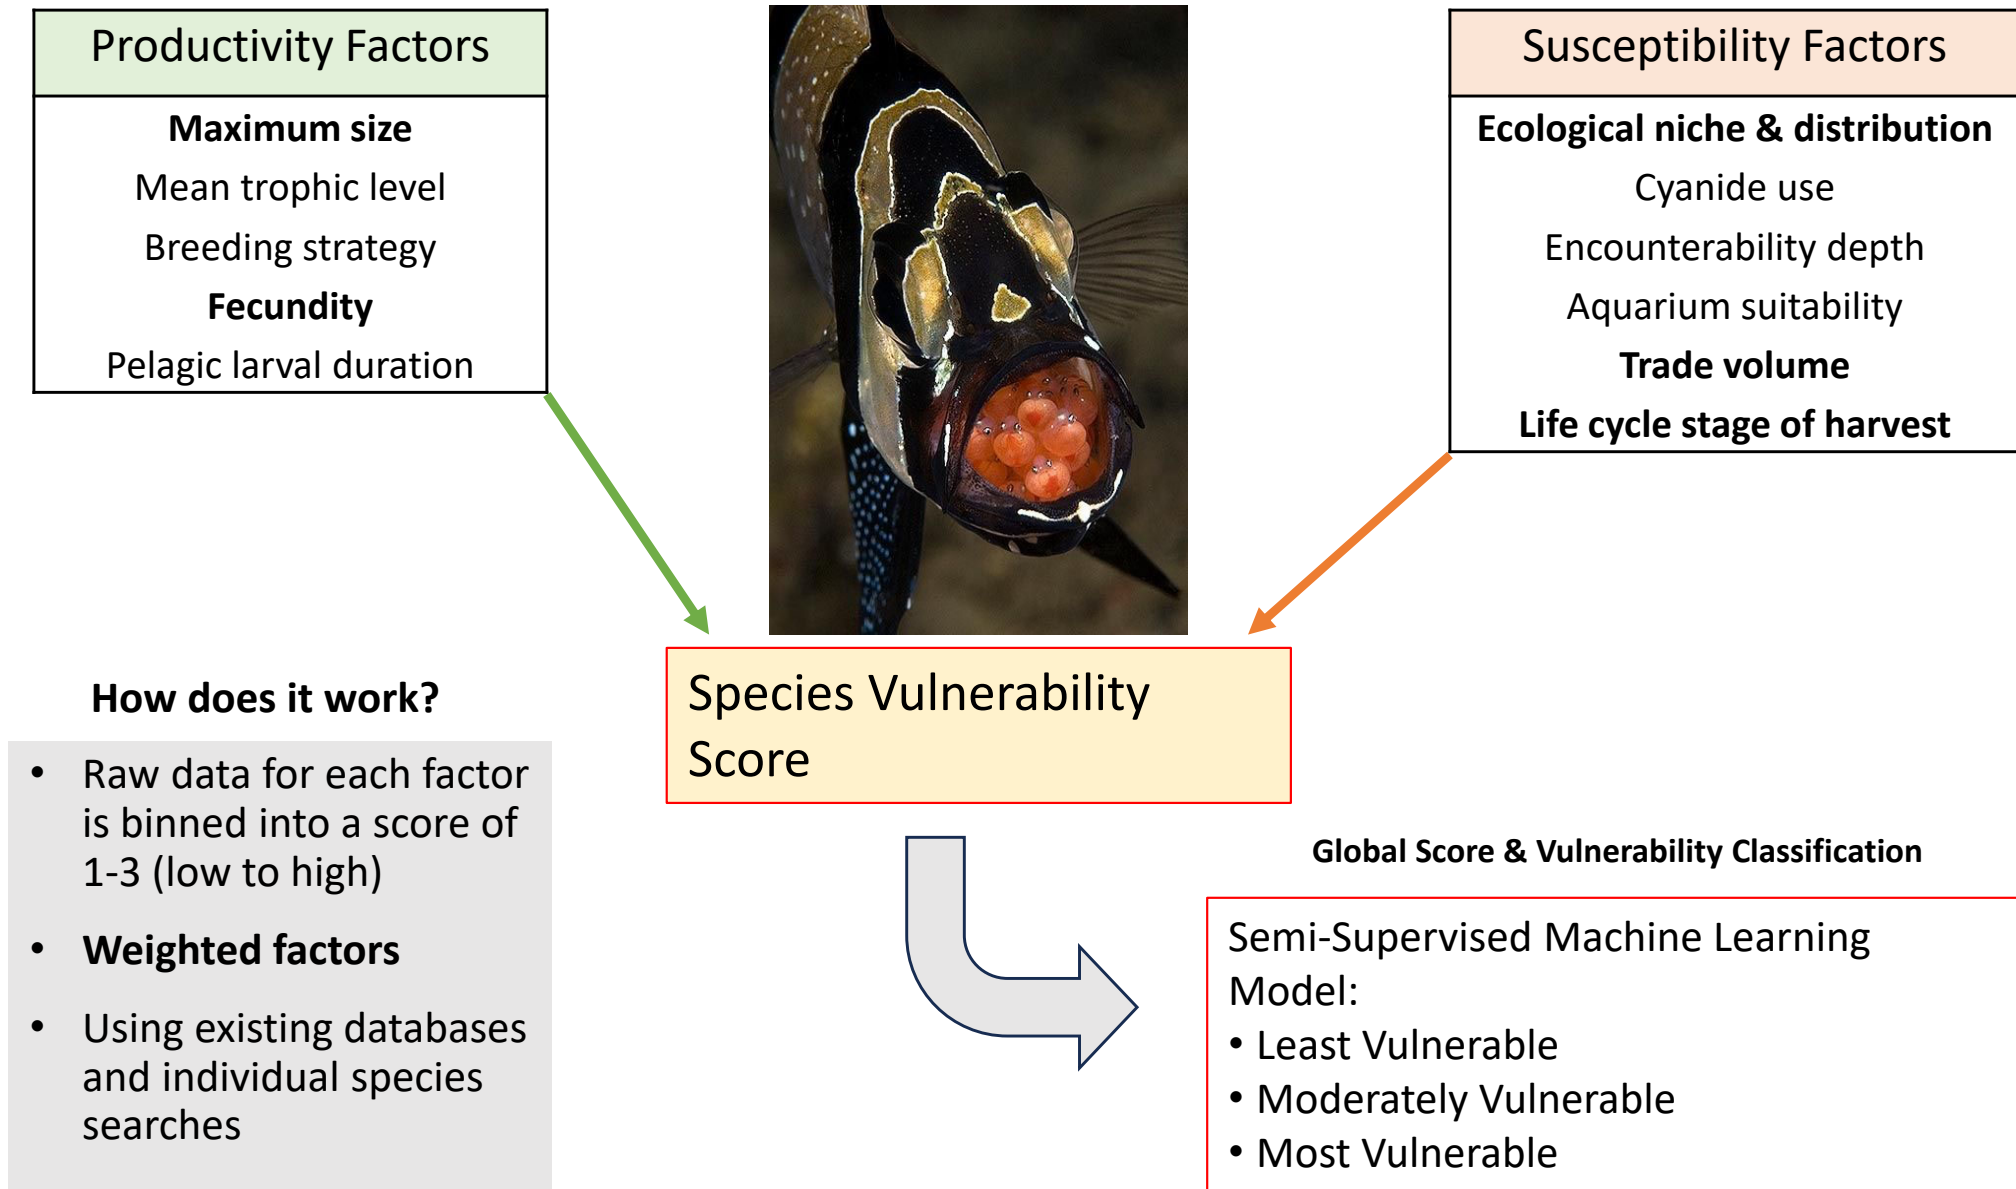 Productivity Factors
Maximum size
Mean trophic level
Breeding strategy
Fecundity
Pelagic larval duration
Susceptibility Factors
Ecological niche & distribution
Cyanide use
Encounterability depth
Aquarium suitability
Trade volume
Life cycle stage of harvest
Species Vulnerability
Score
How does it work?
• Raw data for each factor
is binned into a score of
1-3 (low to high)
• Weighted factors
• Using existing databases
and individual species
searches
Global Score & Vulnerability Classification
Semi-Supervised Machine Learning
Model:
• Least Vulnerable
• Moderately Vulnerable
• Most Vulnerable